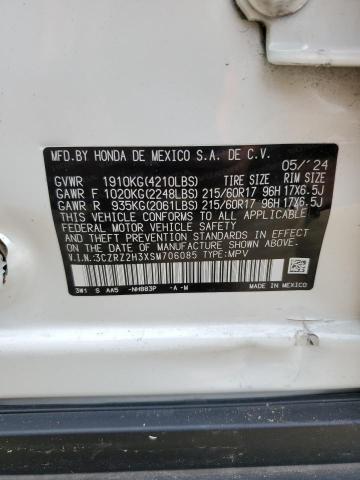 MFD.BY HONDA DE MEXICO S.A. DE C.V. 05/'24
GVWR 1910KG(4210LBS) TIRE SIZE RIM SIZE
GAWR F 1020KG(2248LBS) 215/60R17 96H 17X6.5J
GAWR R 935KG(2061LBS) 215/60R17 96H 17X6.5J
THIS VEHICLE CONFORMS TO ALL APPLICABLE
FEDERAL MOTOR VEHICLE SAFETY, BUMPER,
AND THEFT PREVENTION STANDARDS IN EFFECT
ON THE DATE OF MANUFACTURE SHOWN ABOVE.
V.I.N.:3CZRZ2H3XSM706085 TYPE:MPV
3W1 S AA5 -NH883P -A -M MADE IN MEXICO